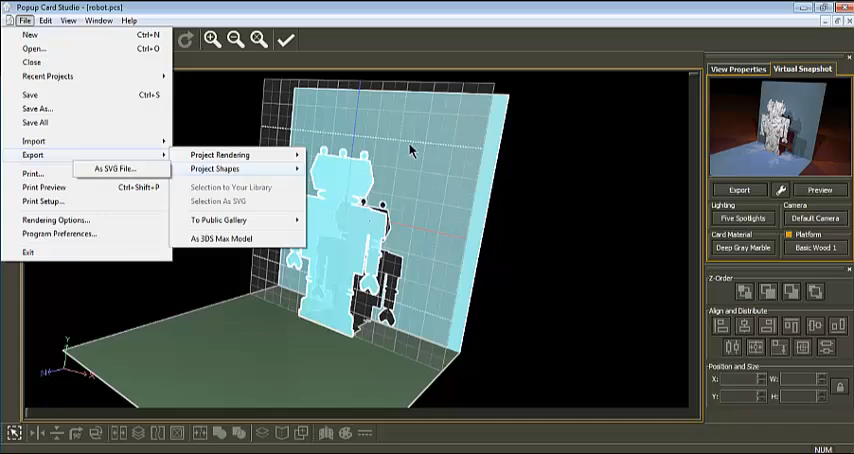 Popup Card Studio - [robot.pcs]
File Edit View Window Help
New Ctrl+N
Open... Ctrl+O
Close
Recent Projects
Save Ctrl+S
Save As...
Save All
Import
Export
Print...
Print Preview Ctrl+Shift+P
Print Setup...
Rendering Options...
Program Preferences...
Exit
As SVG File...
Project Rendering
Project Shapes
Selection to Your Library
Selection As SVG
To Public Gallery
As 3DS Max Model
Y
X
View Properties Virtual Snapshot
Export Preview
Lighting Camera
Five Spotlights Default Camera
Card Material Platform
Deep Gray Marble Basic Wood 1
Z-Order
Align and Distribute
Position and Size
X: W:
Y: H:
NUM